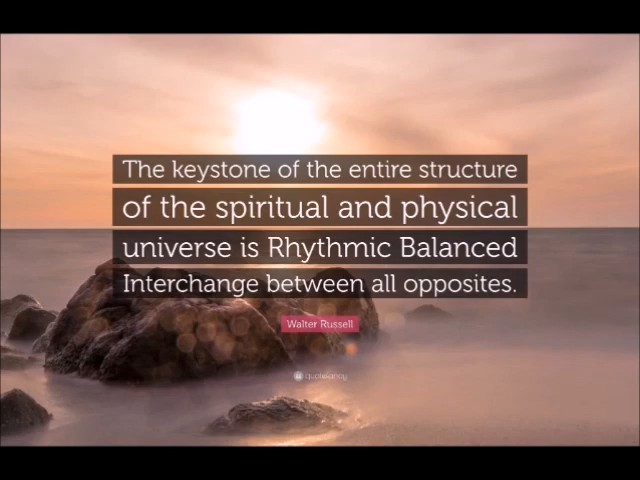 The keystone of the entire structure
of the spiritual and physical
universe is Rhythmic Balanced
Interchange between all opposites.
Walter Russell
quotefancy